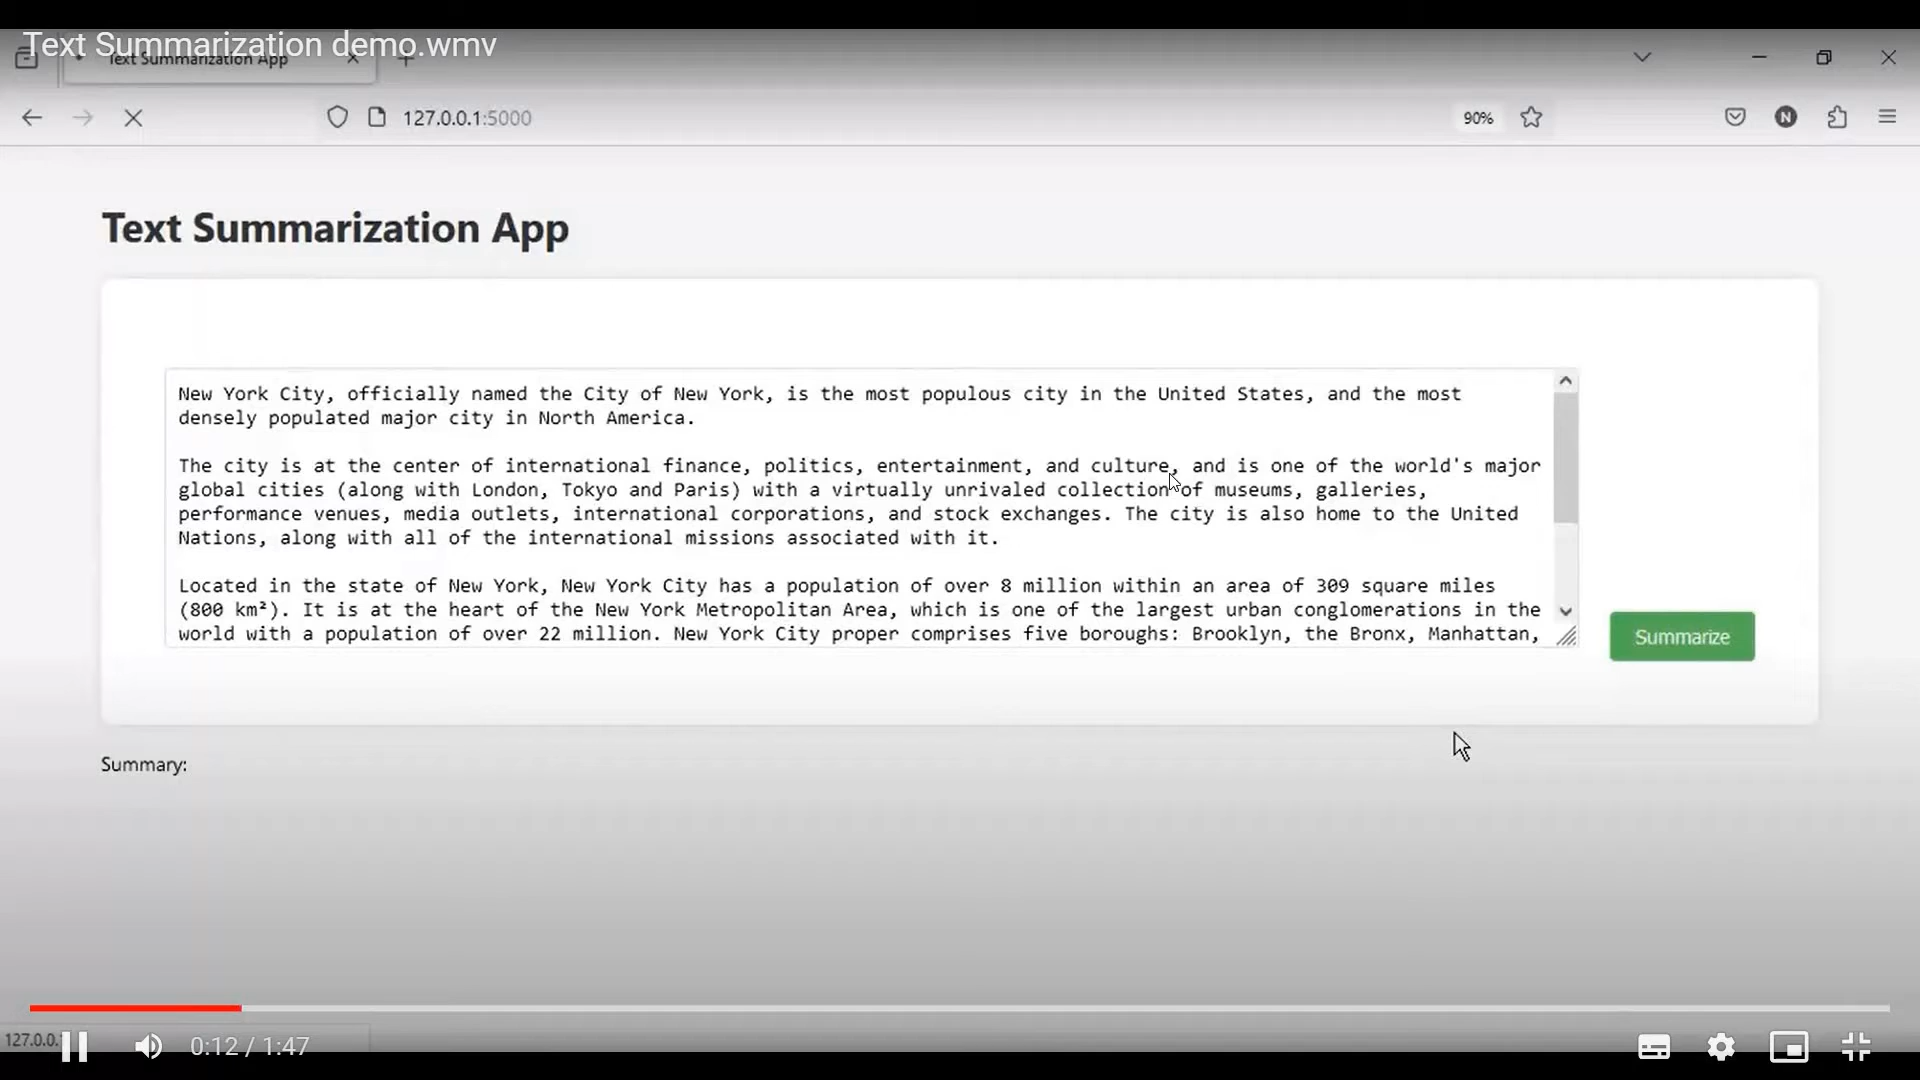 Text Summarization demo.wmv
Text Summarization App
127.0.0.1:5000
90%
N
Text Summarization App
New York City, officially named the City of New York, is the most populous city in the United States, and the most
densely populated major city in North America.
The city is at the center of international finance, politics, entertainment, and culture, and is one of the world's major
global cities (along with London, Tokyo and Paris) with a virtually unrivaled collection of museums, galleries,
performance venues, media outlets, international corporations, and stock exchanges. The city is also home to the United
Nations, along with all of the international missions associated with it.
Located in the state of New York, New York City has a population of over 8 million within an area of 309 square miles
(800 km²). It is at the heart of the New York Metropolitan Area, which is one of the largest urban conglomerations in the
world with a population of over 22 million. New York City proper comprises five boroughs: Brooklyn, the Bronx, Manhattan,
Summarize
Summary:
127.0.0.
0:12 / 1:47